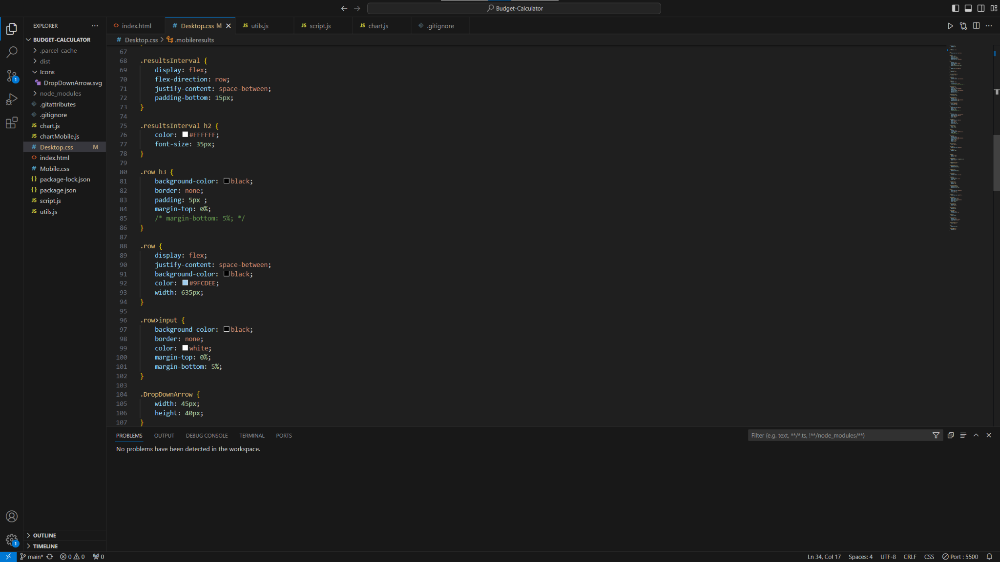 Budget-Calculator
EXPLORER
BUDGET-CALCULATOR
.parcel-cache
dist
Icons
DropDownArrow.svg
node_modules
.gitattributes
.gitignore
chart.js
chartMobile.js
Desktop.css M
index.html
Mobile.css
package-lock.json
package.json
script.js
utils.js
OUTLINE
TIMELINE
index.html
Desktop.css M
utils.js
script.js
chart.js
.gitignore
Desktop.css > .mobileresults
67
68 .resultsInterval {
69 display: flex;
70 flex-direction: row;
71 justify-content: space-between;
72 padding-bottom: 15px;
73 }
74
75 .resultsInterval h2 {
76 color: #FFFFFF;
77 font-size: 35px;
78 }
79
80 .row h3 {
81 background-color: black;
82 border: none;
83 padding: 5px ;
84 margin-top: 0%;
85 /* margin-bottom: 5%; */
86 }
87
88 .row {
89 display: flex;
90 justify-content: space-between;
91 background-color: black;
92 color: #9FCDEE;
93 width: 635px;
94 }
95
96 .row>input {
97 background-color: black;
98 border: none;
99 color: white;
100 margin-top: 0%;
101 margin-bottom: 5%;
102 }
103
104 .DropDownArrow {
105 width: 45px;
106 height: 40px;
107 }
PROBLEMS OUTPUT DEBUG CONSOLE TERMINAL PORTS
Filter (e.g. text, **/*.ts, !**/node_modules/**)
No problems have been detected in the workspace.
1
1
main* 0 0 0
Ln 34, Col 17 Spaces: 4 UTF-8 CRLF CSS Port : 5500